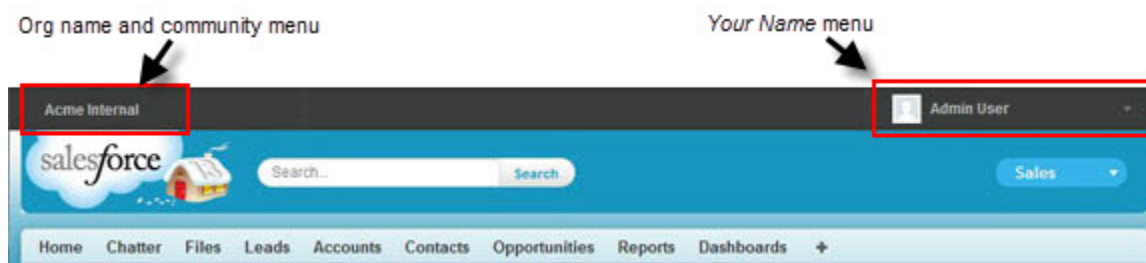 Org name and community menu
Your Name menu
Acme Internal
Admin User
salesforce
Search...
Search
Sales
Home Chatter Files Leads Accounts Contacts Opportunities Reports Dashboards +